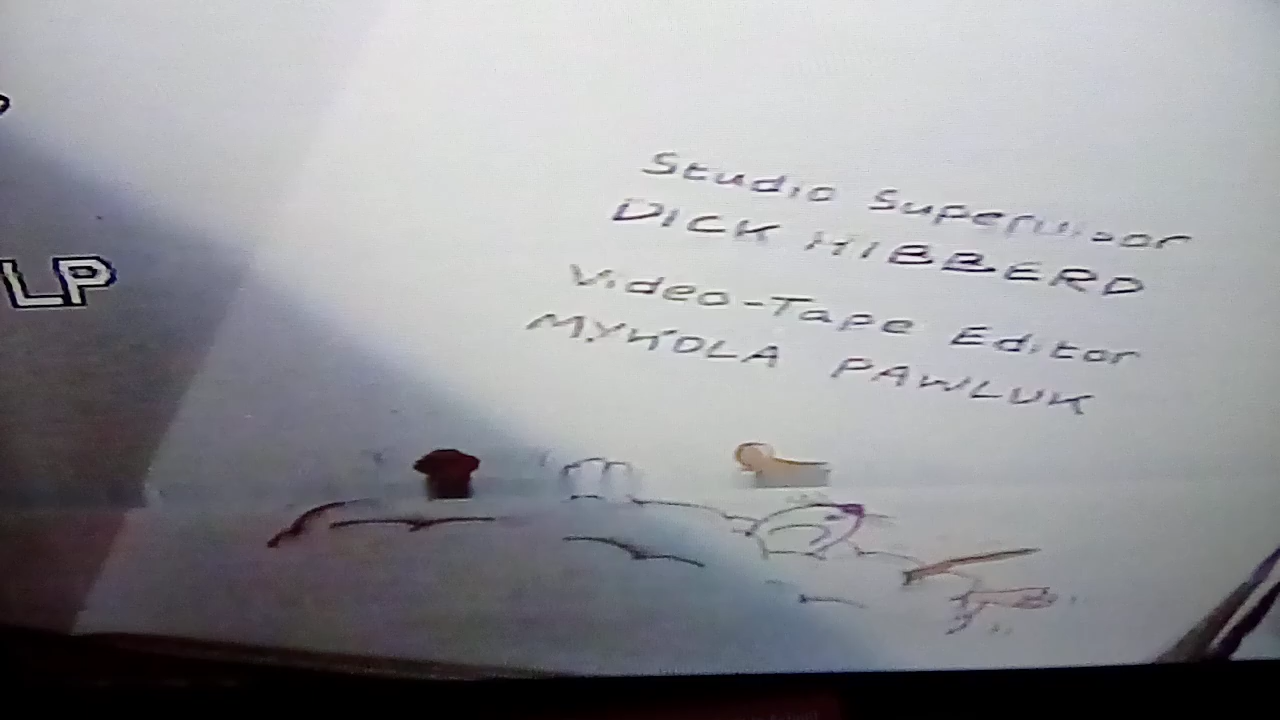 LP
Studio Supervisor
DICK HIBBERD
Video-Tape Editor
MYKOLA PAWLUK